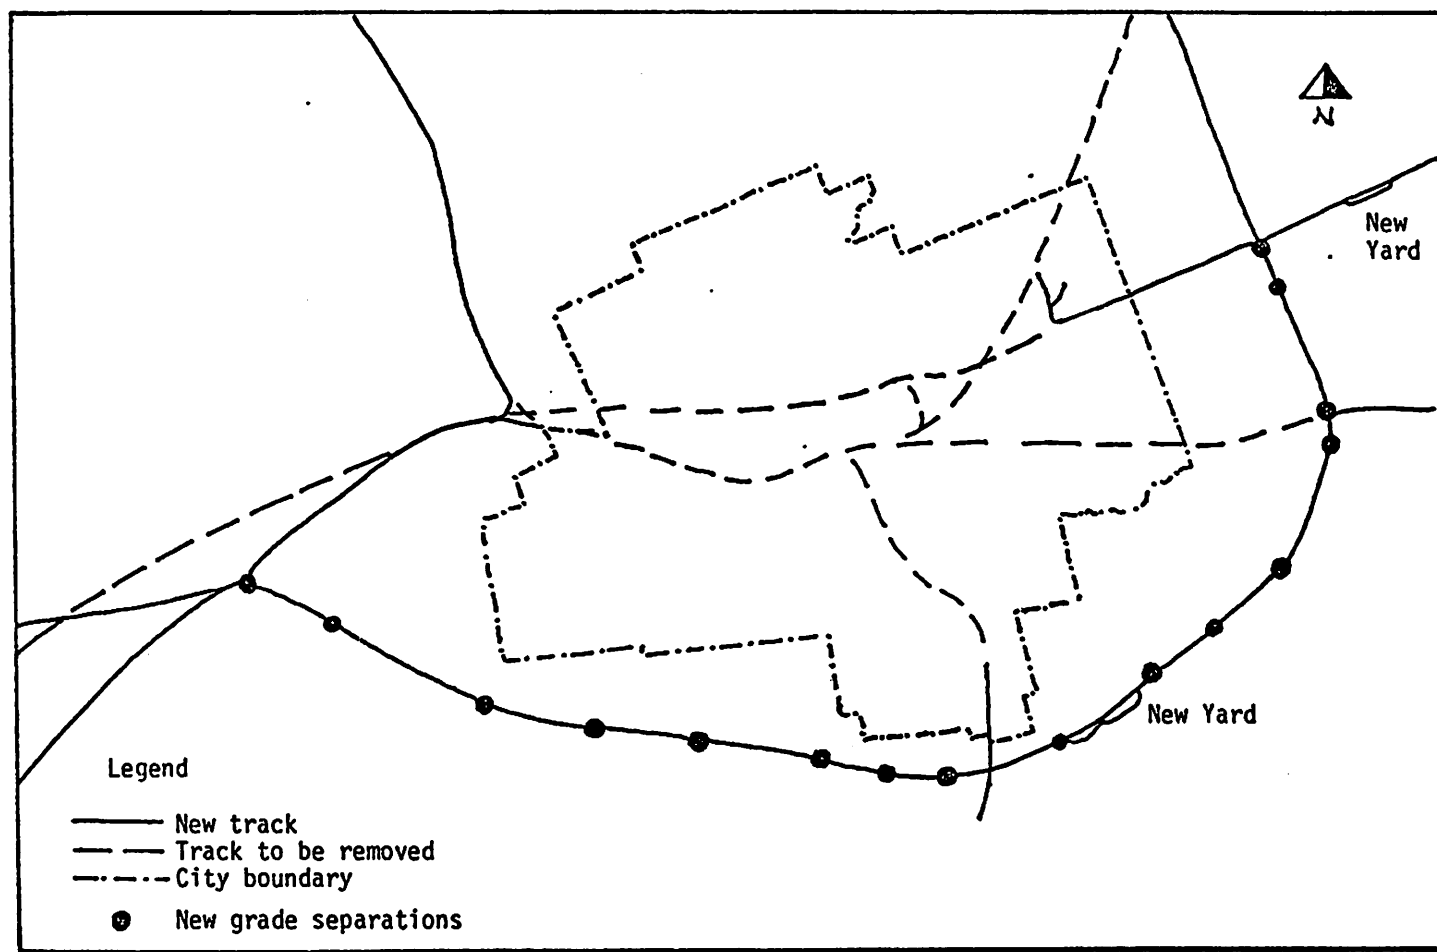 N
New
Yard
New Yard
Legend
New track
Track to be removed
City boundary
New grade separations